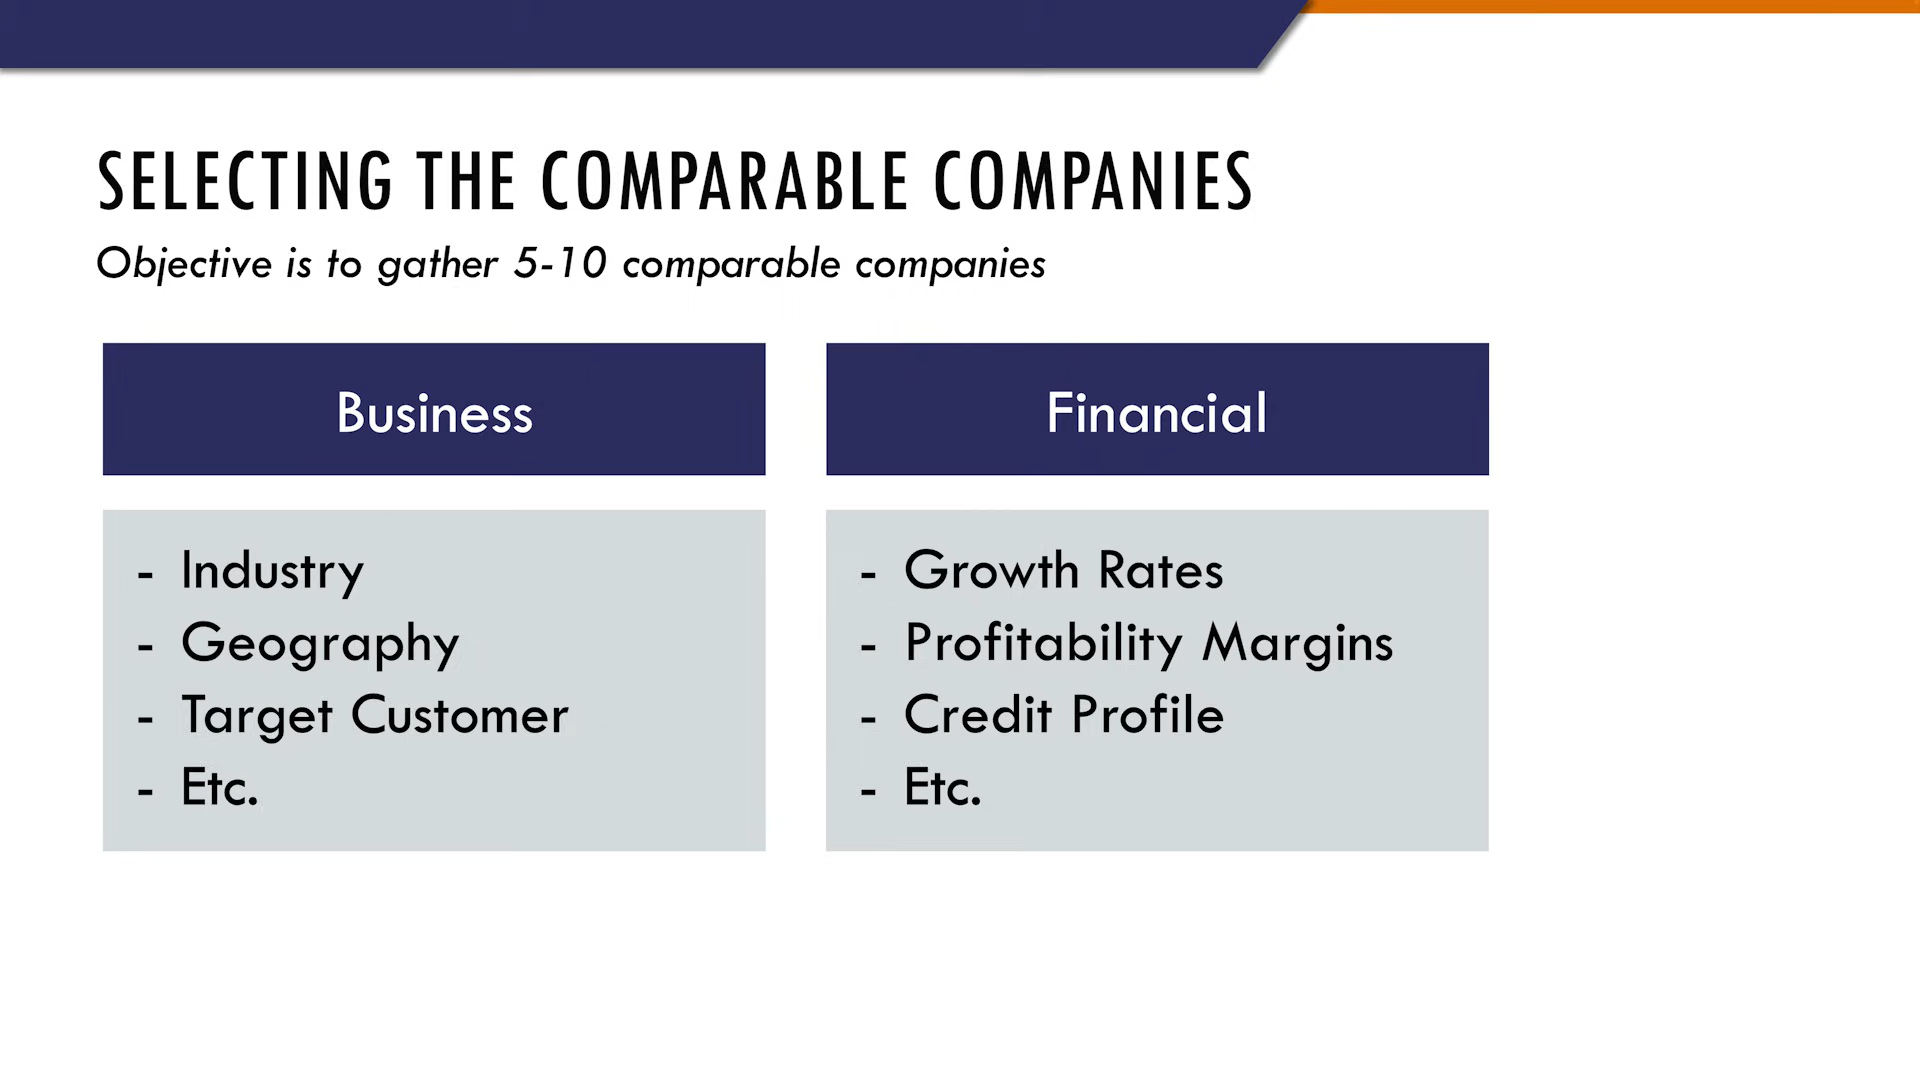 SELECTING THE COMPARABLE COMPANIES
Objective is to gather 5-10 comparable companies
Business
- Industry
- Geography
- Target Customer
- Etc.
Financial
- Growth Rates
- Profitability Margins
- Credit Profile
- Etc.